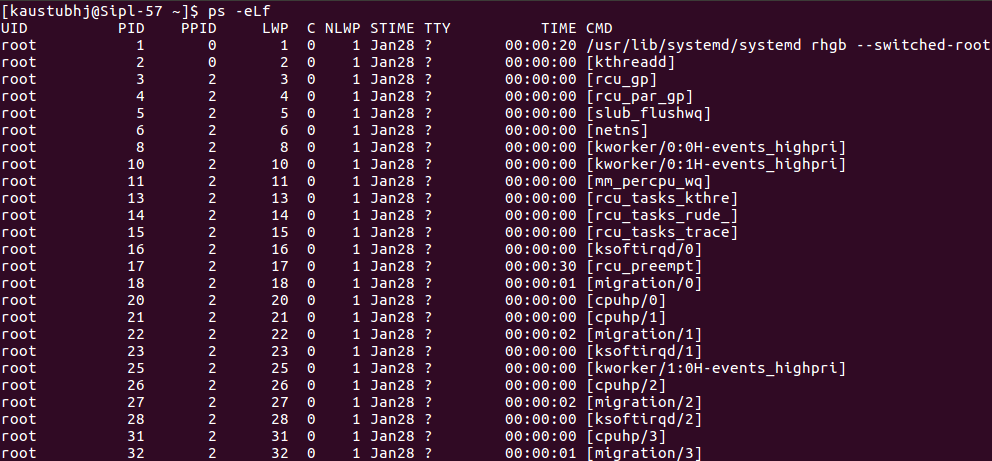 [kaustubhj@Sipl-57 ~]$ ps -eLf
UID          PID    PPID     LWP  C NLWP STIME TTY          TIME CMD
root           1       0       1  0    1 Jan28 ?        00:00:20 /usr/lib/systemd/systemd rhgb --switched-root
root           2       0       2  0    1 Jan28 ?        00:00:00 [kthreadd]
root           3       2       3  0    1 Jan28 ?        00:00:00 [rcu_gp]
root           4       2       4  0    1 Jan28 ?        00:00:00 [rcu_par_gp]
root           5       2       5  0    1 Jan28 ?        00:00:00 [slub_flushwq]
root           6       2       6  0    1 Jan28 ?        00:00:00 [netns]
root           8       2       8  0    1 Jan28 ?        00:00:00 [kworker/0:0H-events_highpri]
root          10       2      10  0    1 Jan28 ?        00:00:00 [kworker/0:1H-events_highpri]
root          11       2      11  0    1 Jan28 ?        00:00:00 [mm_percpu_wq]
root          13       2      13  0    1 Jan28 ?        00:00:00 [rcu_tasks_kthre]
root          14       2      14  0    1 Jan28 ?        00:00:00 [rcu_tasks_rude_]
root          15       2      15  0    1 Jan28 ?        00:00:00 [rcu_tasks_trace]
root          16       2      16  0    1 Jan28 ?        00:00:00 [ksoftirqd/0]
root          17       2      17  0    1 Jan28 ?        00:00:30 [rcu_preempt]
root          18       2      18  0    1 Jan28 ?        00:00:01 [migration/0]
root          20       2      20  0    1 Jan28 ?        00:00:00 [cpuhp/0]
root          21       2      21  0    1 Jan28 ?        00:00:00 [cpuhp/1]
root          22       2      22  0    1 Jan28 ?        00:00:02 [migration/1]
root          23       2      23  0    1 Jan28 ?        00:00:00 [ksoftirqd/1]
root          25       2      25  0    1 Jan28 ?        00:00:00 [kworker/1:0H-events_highpri]
root          26       2      26  0    1 Jan28 ?        00:00:00 [cpuhp/2]
root          27       2      27  0    1 Jan28 ?        00:00:02 [migration/2]
root          28       2      28  0    1 Jan28 ?        00:00:00 [ksoftirqd/2]
root          31       2      31  0    1 Jan28 ?        00:00:00 [cpuhp/3]
root          32       2      32  0    1 Jan28 ?        00:00:01 [migration/3]